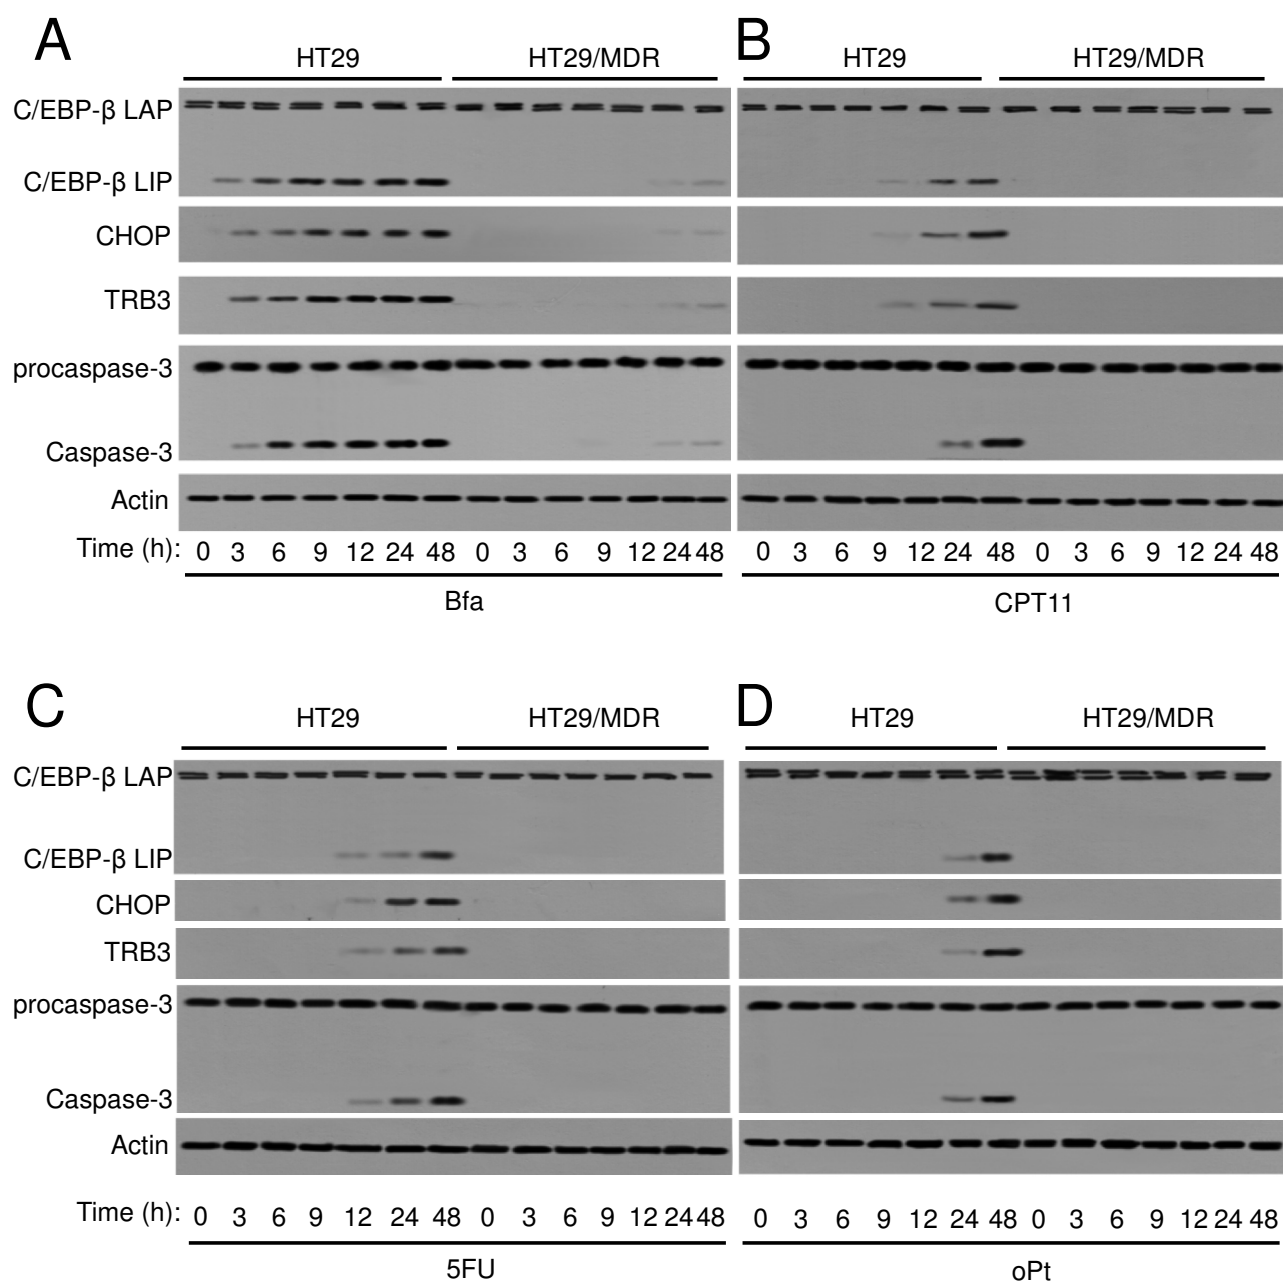 A
B
HT29
HT29/MDR
HT29
HT29/MDR
C/EBP-β LAP
C/EBP-β LIP
CHOP
TRB3
procaspase-3
Caspase-3
Actin
Time (h): 0 3 6 9 12 24 48 0 3 6 9 12 24 48
0 3 6 9 12 24 48 0 3 6 9 12 24 48
Bfa
CPT11
C
D
HT29
HT29/MDR
HT29
HT29/MDR
C/EBP-β LAP
C/EBP-β LIP
CHOP
TRB3
procaspase-3
Caspase-3
Actin
Time (h): 0 3 6 9 12 24 48 0 3 6 9 12 24 48
0 3 6 9 12 24 48 0 3 6 9 12 24 48
5FU
oPt